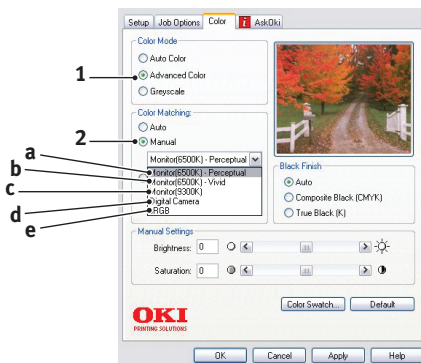 Setup Job Options Color AskOki
Color Mode
Auto Color
1 Advanced Color
Greyscale
Color Matching:
Auto
2 Manual
Monitor(6500K) - Perceptual
a Monitor(6500K) - Perceptual
b Monitor(6500K) - Vivid
c Monitor(9300K)
d Digital Camera
e sRGB
Black Finish
Auto
Composite Black (CMYK)
True Black (K)
Manual Settings
Brightness: 0
Saturation: 0
Color Swatch... Default
OKI
PRINTING SOLUTIONS
OK Cancel Apply Help